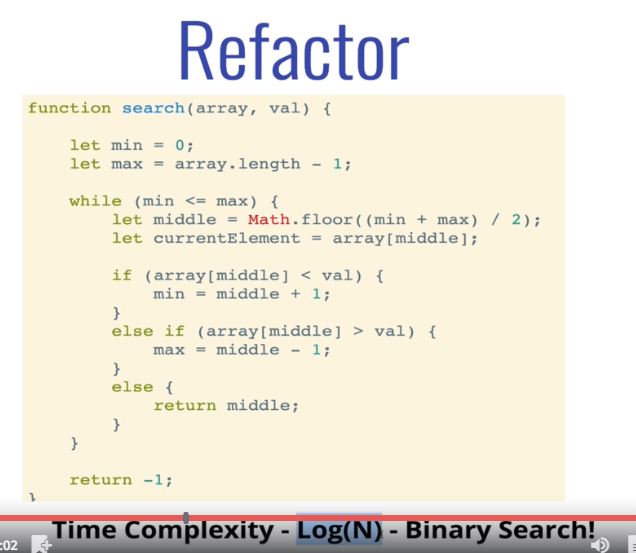 Refactor
function search(array, val) {
let min = 0;
let max = array.length - 1;
while (min <= max) {
let middle = Math.floor((min + max) / 2);
let currentElement = array[middle];
if (array[middle] < val) {
min = middle + 1;
}
else if (array[middle] > val) {
max = middle - 1;
}
else {
return middle;
}
}
return -1;
}
Time Complexity - Log(N) - Binary Search!
:02